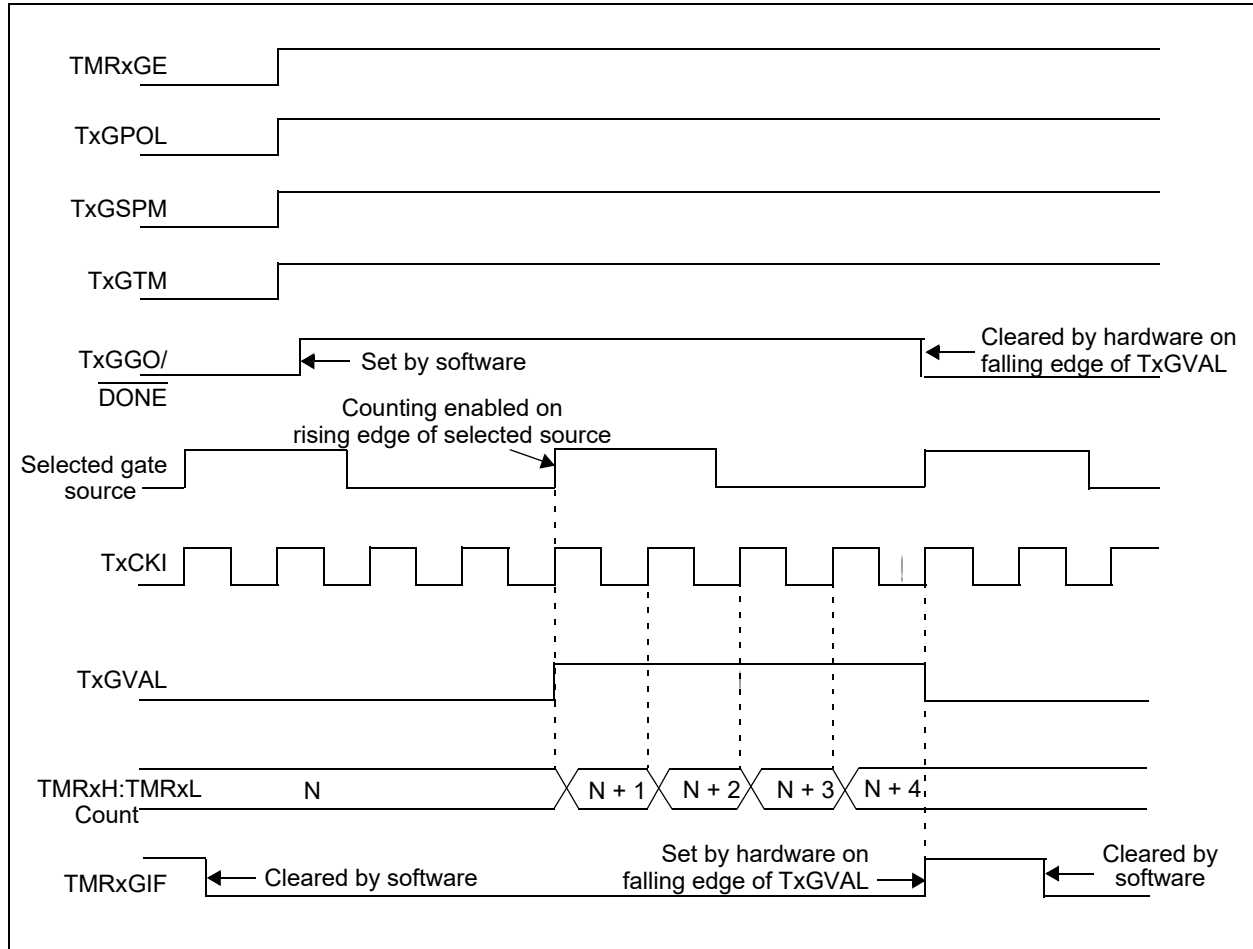 TMRxGE
TxGPOL
TxGSPM
TxGTM
TxGGO/
DONE
Set by software
Cleared by hardware on
falling edge of TxGVAL
Counting enabled on
rising edge of selected source
Selected gate
source
TxCKI
TxGVAL
TMRxH:TMRxL
Count
N
N + 1
N + 2
N + 3
N + 4
TMRxGIF
Cleared by software
Set by hardware on
falling edge of TxGVAL
Cleared by
software